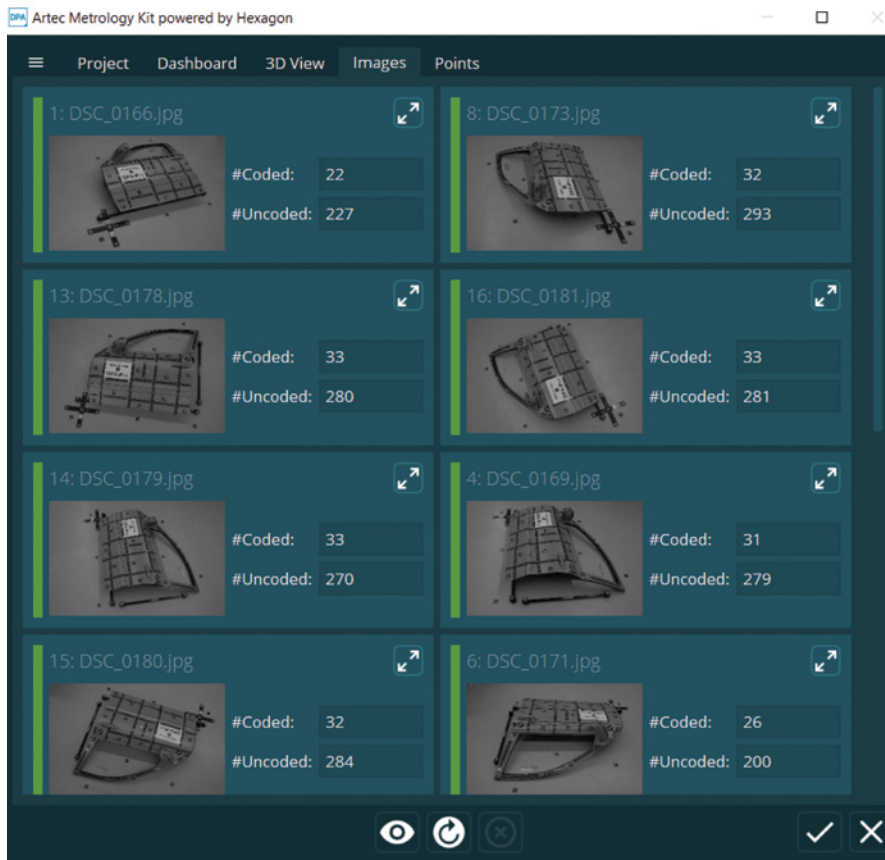 DPA Artec Metrology Kit powered by Hexagon
Project Dashboard 3D View Images Points
1: DSC_0166.jpg
#Coded: 22
#Uncoded: 227
8: DSC_0173.jpg
#Coded: 32
#Uncoded: 293
13: DSC_0178.jpg
#Coded: 33
#Uncoded: 280
16: DSC_0181.jpg
#Coded: 33
#Uncoded: 281
14: DSC_0179.jpg
#Coded: 33
#Uncoded: 270
4: DSC_0169.jpg
#Coded: 31
#Uncoded: 279
15: DSC_0180.jpg
#Coded: 32
#Uncoded: 284
6: DSC_0171.jpg
#Coded: 26
#Uncoded: 200